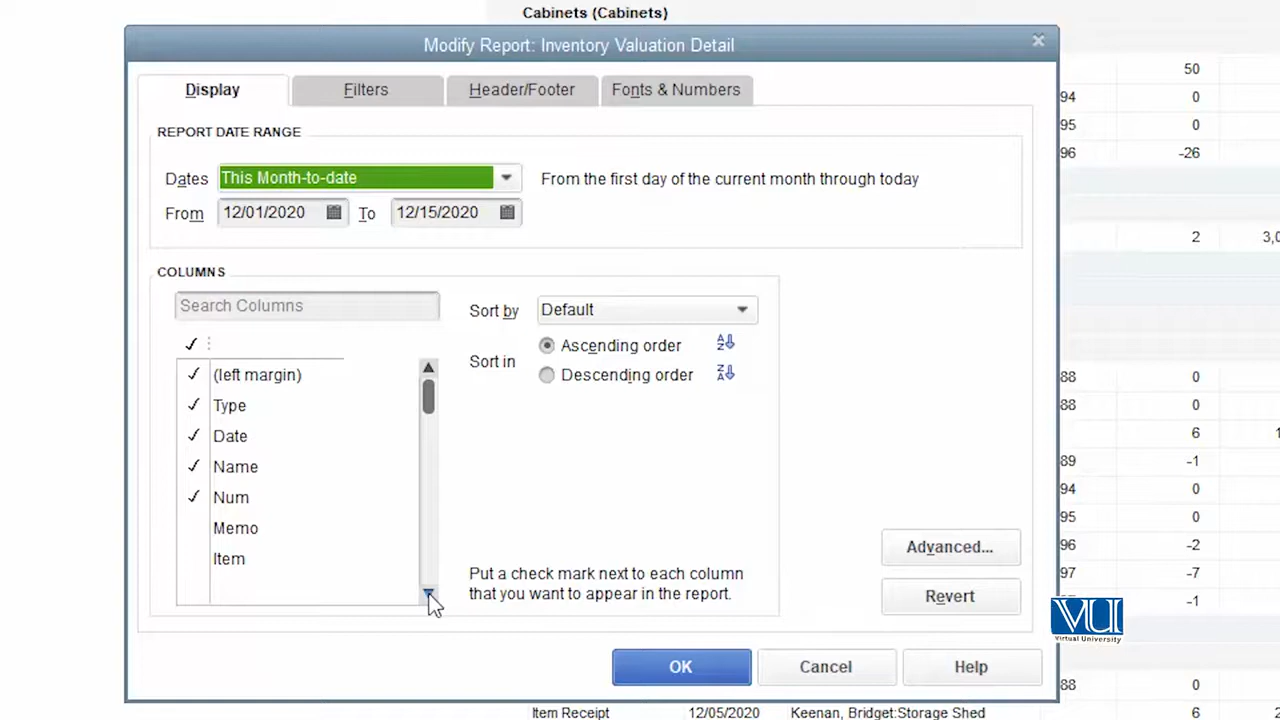 Cabinets (Cabinets)
Modify Report: Inventory Valuation Detail
Display
Filters
Header/Footer
Fonts & Numbers
REPORT DATE RANGE
Dates This Month-to-date From the first day of the current month through today
From 12/01/2020 To 12/15/2020
COLUMNS
Search Columns
Sort by Default
Sort in Ascending order
Descending order
(left margin)
Type
Date
Name
Num
Memo
Item
Put a check mark next to each column
that you want to appear in the report.
Advanced...
Revert
OK
Cancel
Help
50
94 0
95 0
96 -26
2 3,0
88 0
88 0
6 1
89 -1
94 0
95 0
96 -2
97 -7
-1
VU
Virtual University
88 0
Item Receipt 12/05/2020 Keenan, Bridget:Storage Shed 6 2